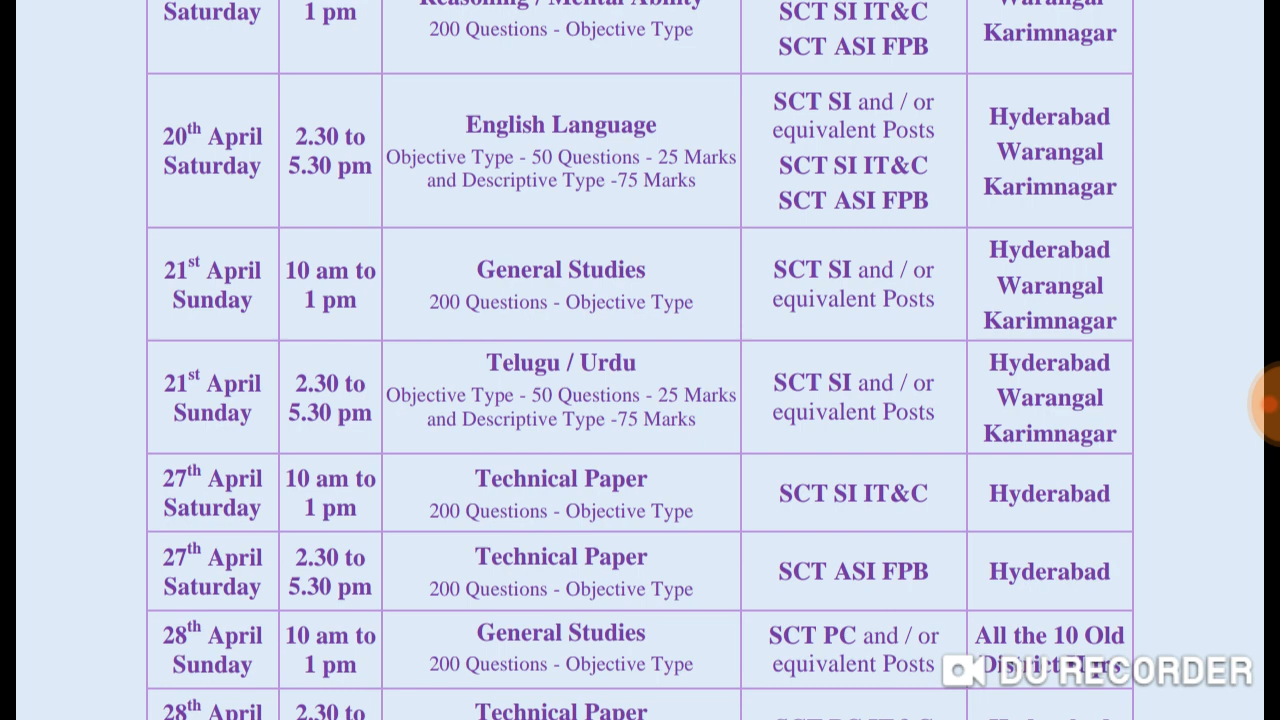 Saturday
1 pm
Reasoning / Mental Ability
200 Questions - Objective Type
SCT SI IT&C
SCT ASI FPB
Warangal
Karimnagar
20th April
Saturday
2.30 to
5.30 pm
English Language
Objective Type - 50 Questions - 25 Marks
and Descriptive Type -75 Marks
SCT SI and / or
equivalent Posts
SCT SI IT&C
SCT ASI FPB
Hyderabad
Warangal
Karimnagar
21st April
Sunday
10 am to
1 pm
General Studies
200 Questions - Objective Type
SCT SI and / or
equivalent Posts
Hyderabad
Warangal
Karimnagar
21st April
Sunday
2.30 to
5.30 pm
Telugu / Urdu
Objective Type - 50 Questions - 25 Marks
and Descriptive Type -75 Marks
SCT SI and / or
equivalent Posts
Hyderabad
Warangal
Karimnagar
27th April
Saturday
10 am to
1 pm
Technical Paper
200 Questions - Objective Type
SCT SI IT&C
Hyderabad
27th April
Saturday
2.30 to
5.30 pm
Technical Paper
200 Questions - Objective Type
SCT ASI FPB
Hyderabad
28th April
Sunday
10 am to
1 pm
General Studies
200 Questions - Objective Type
SCT PC and / or
equivalent Posts
All the 10 Old
District Hqrs
DU RECORDER
28th April
2.30 to
Technical Paper
SCT PC IT&C